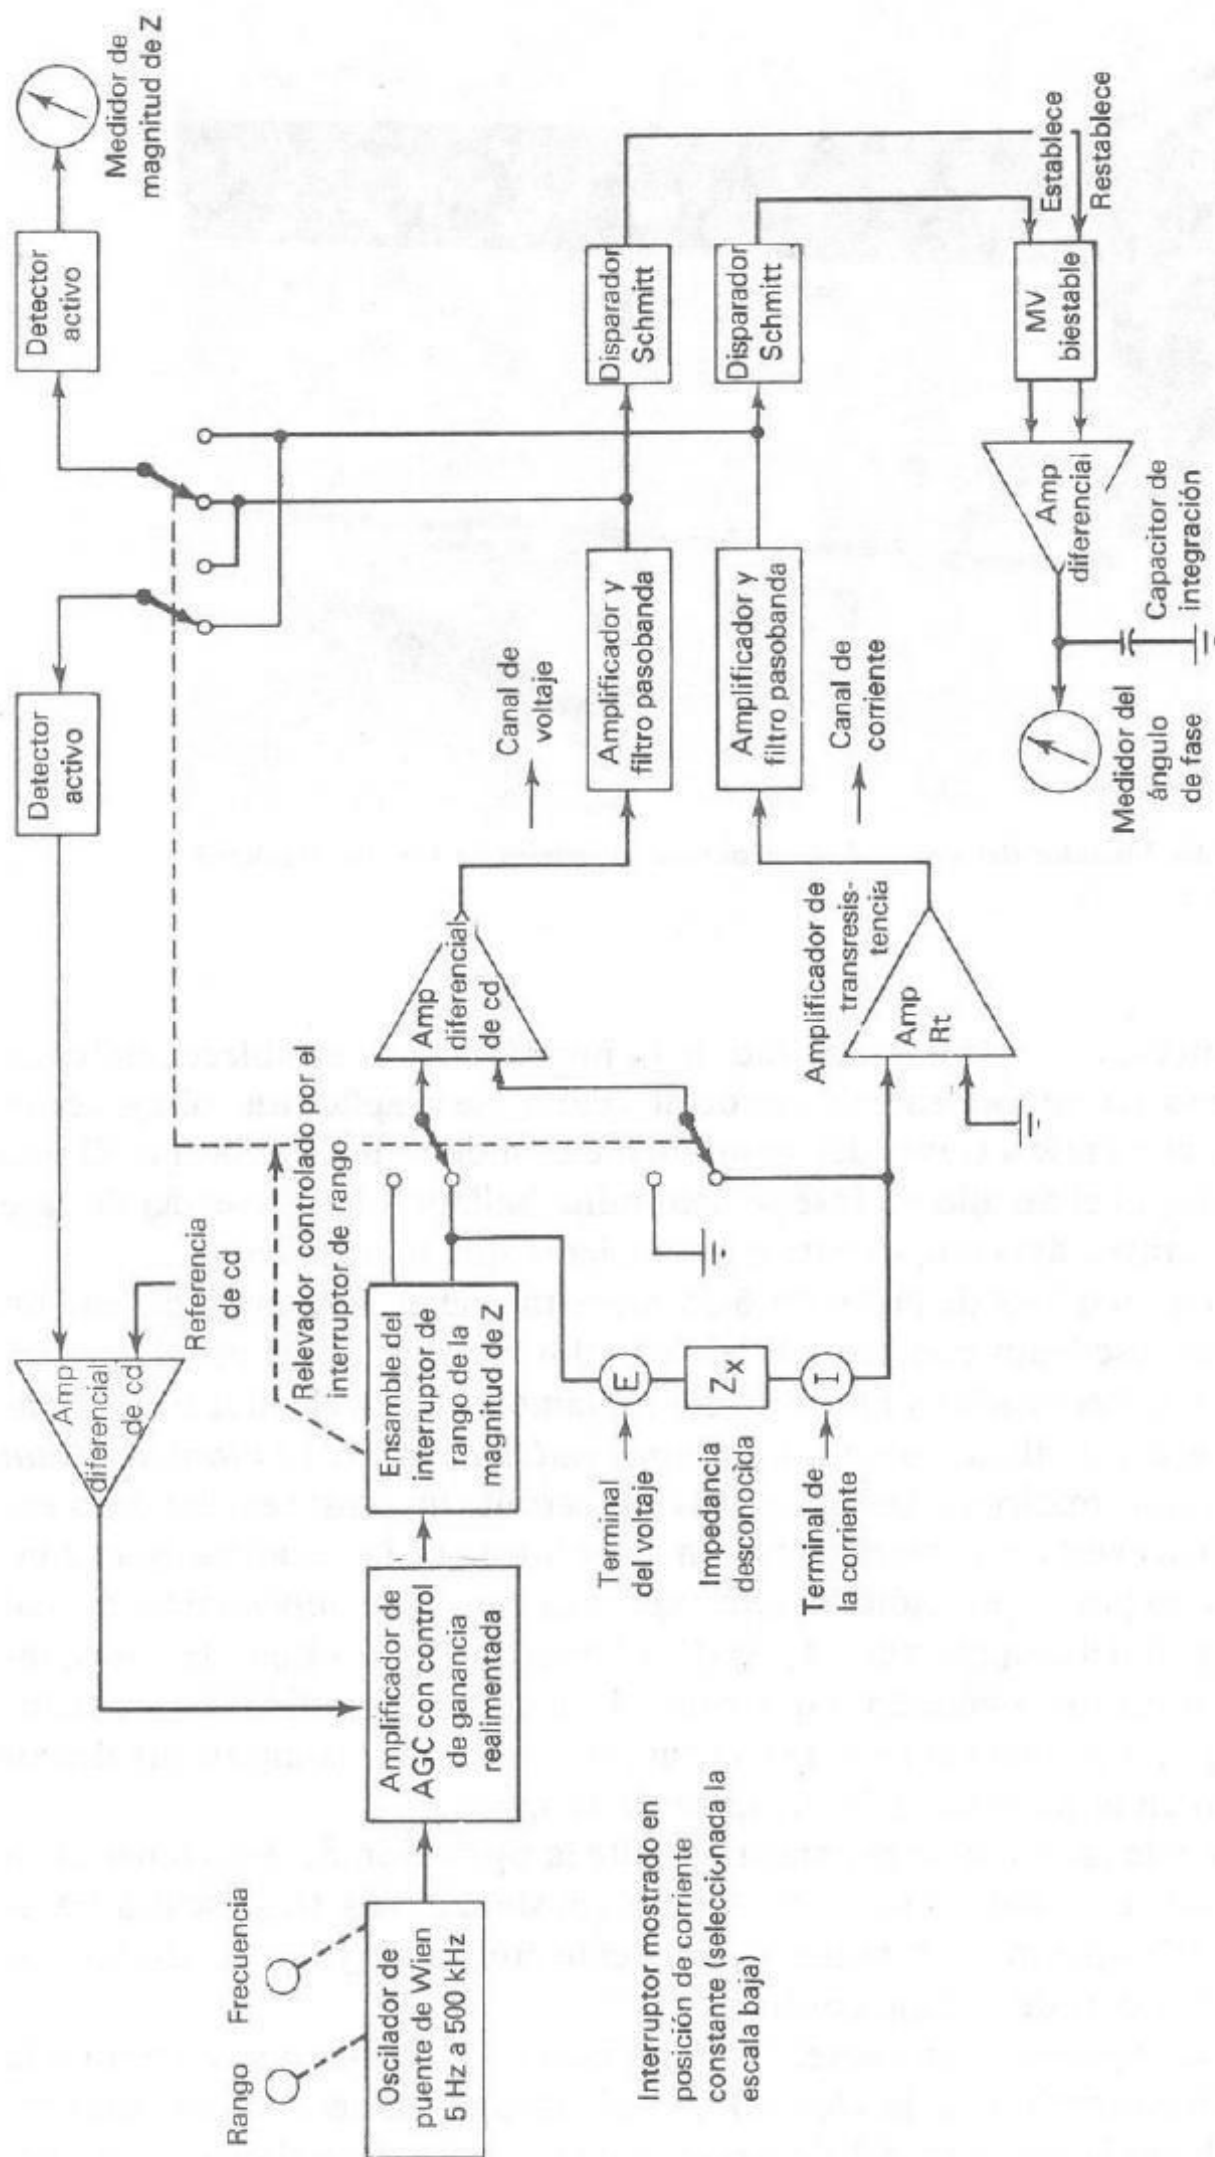 Rango
Frecuencia
Oscilador de
puente de Wien
5 Hz a 500 kHz
Amplificador de
AGC con control
de ganancia
realimentada
Ensamble del
interruptor de
rango de la
magnitud de Z
Amp
diferencial
de cd
Referencia
de cd
Relevador controlado por el
interruptor de rango
Detector
activo
Detector
activo
Medidor de
magnitud de Z
Amp
diferencial
de cd
Canal de
voltaje
Amplificador y
filtro pasobanda
Disparador
Schmitt
Terminal
del voltaje
E
Impedancia
desconocida
Zx
Terminal de
la corriente
I
Amplificador de
transresis-
tencia
Amp
Rt
Canal de
corriente
Amplificador y
filtro pasobanda
Disparador
Schmitt
Establece
Restablece
MV
biestable
Amp
diferencial
Capacitor de
integración
Medidor del
ángulo
de fase
Interruptor mostrado en
posición de corriente
constante (seleccionada la
escala baja)